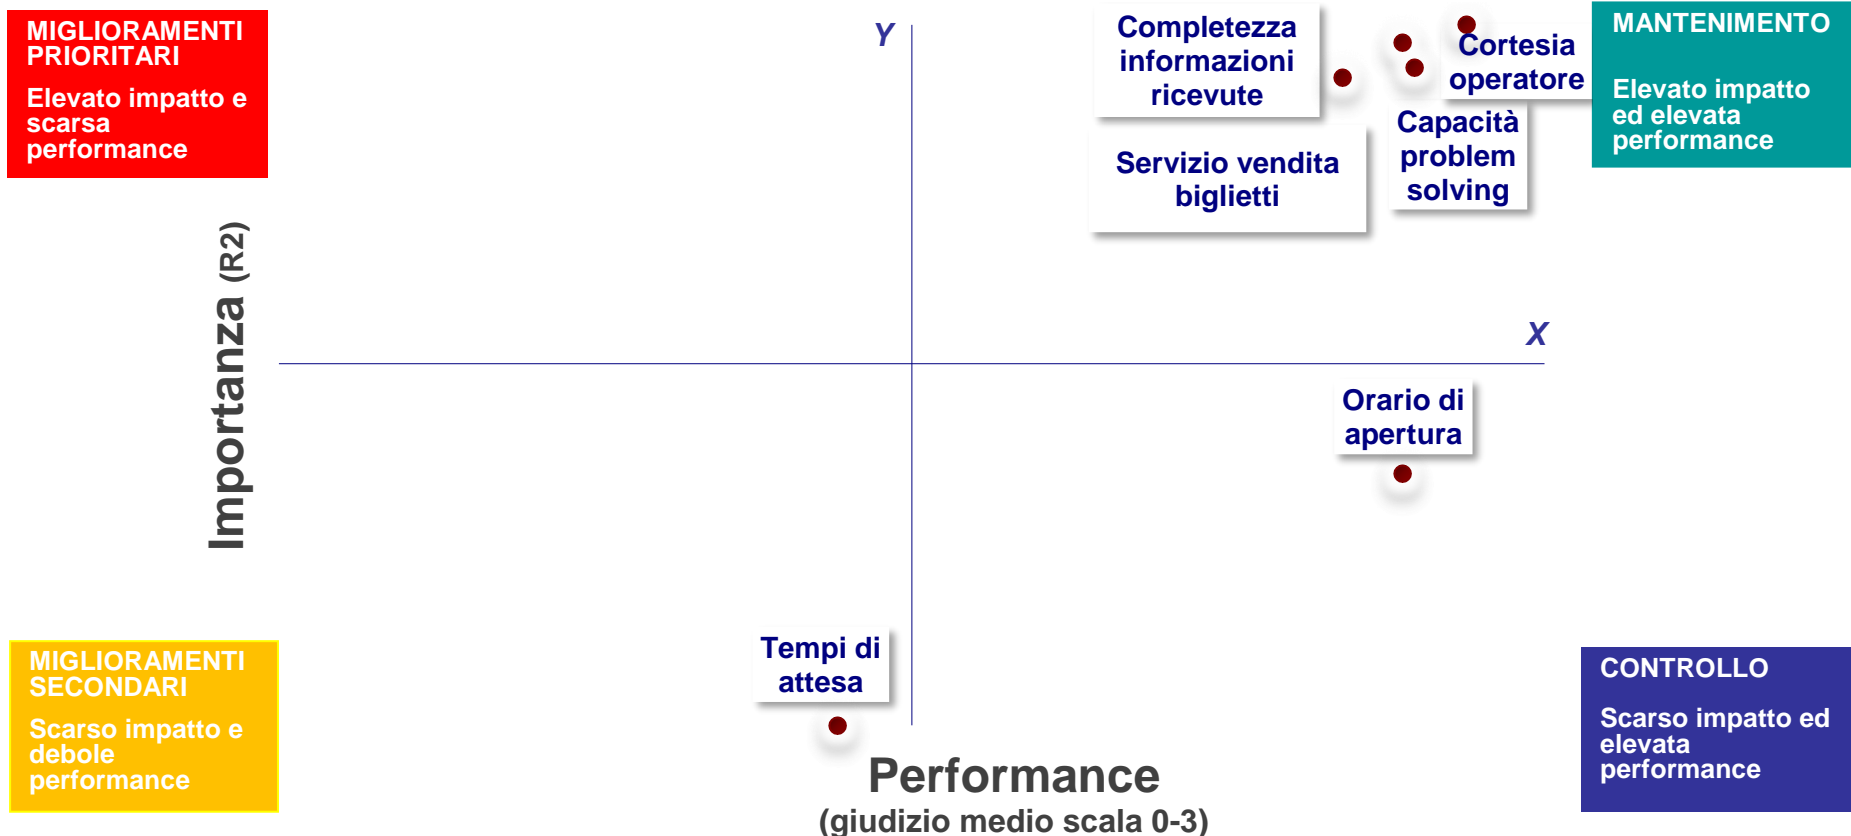 MIGLIORAMENTI
PRIORITARI
Elevato impatto e
scarsa
performance
Y
Completezza
informazioni
ricevute
Cortesia
operatore
MANTENIMENTO
Elevato impatto
ed elevata
performance
Servizio vendita
biglietti
Capacità
problem
solving
Importanza (R2)
X
Orario di
apertura
Tempi di
attesa
MIGLIORAMENTI
SECONDARI
Scarso impatto e
debole
performance
CONTROLLO
Scarso impatto ed
elevata
performance
Performance
(giudizio medio scala 0-3)